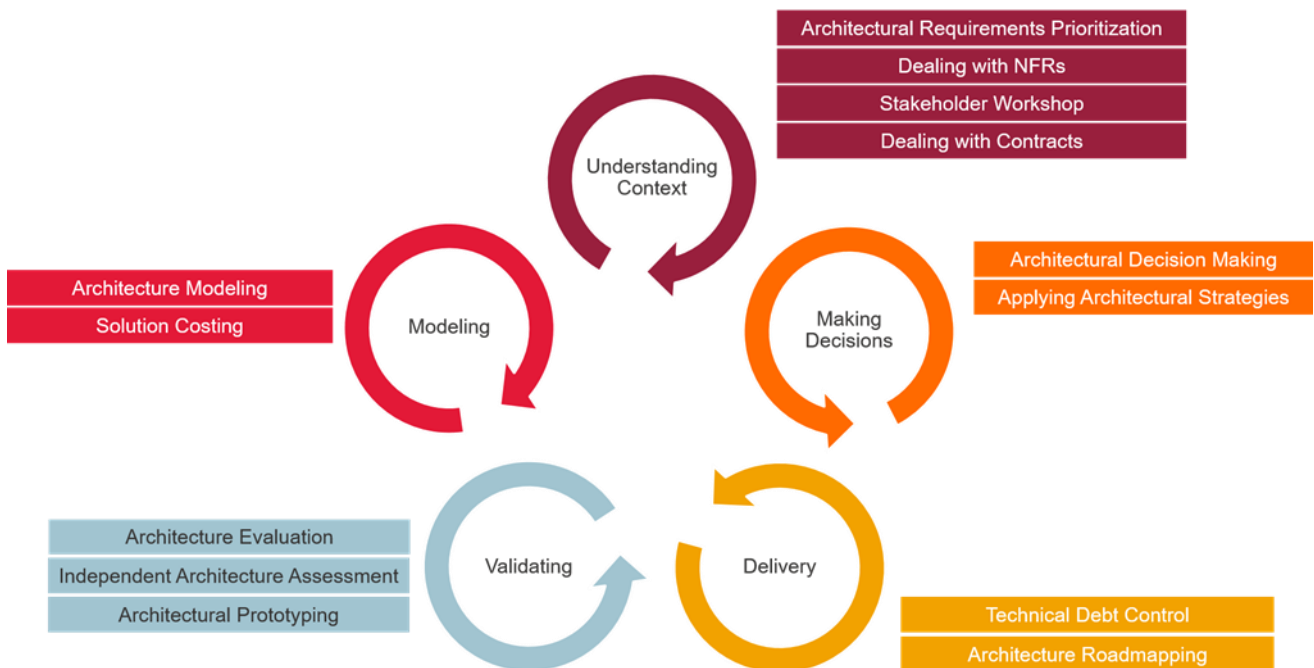 Architectural Requirements Prioritization
Dealing with NFRs
Stakeholder Workshop
Dealing with Contracts
Understanding
Context
Architectural Decision Making
Applying Architectural Strategies
Making
Decisions
Architecture Modeling
Solution Costing
Modeling
Architecture Evaluation
Independent Architecture Assessment
Architectural Prototyping
Validating
Delivery
Technical Debt Control
Architecture Roadmapping